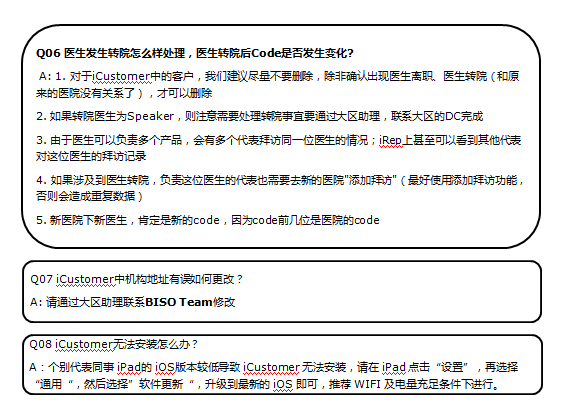 Q06 医生发生转院怎么样处理，医生转院后Code是否发生变化?
A: 1. 对于iCustomer中的客户，我们建议尽量不要删除，除非确认出现医生离职、医生转院（和原
来的医院没有关系了），才可以删除
2. 如果转院医生为Speaker，则注意需要处理转院事宜要通过大区助理，联系大区的DC完成
3. 由于医生可以负责多个产品，会有多个代表拜访同一位医生的情况；iRep上甚至可以看到其他代表
对这位医生的拜访记录
4. 如果涉及到医生转院，负责这位医生的代表也需要去新的医院"添加拜访"（最好使用添加拜访功能，
否则会造成重复数据）
5. 新医院下新医生，肯定是新的code，因为code前几位是医院的code
Q07 iCustomer中机构地址有误如何更改？
A: 请通过大区助理联系BISO Team修改
Q08 iCustomer无法安装怎么办？
A：个别代表同事 iPad的 iOS版本较低导致 iCustomer 无法安装，请在 iPad 点击“设置”，再选择
“通用“，然后选择”软件更新“，升级到最新的 iOS 即可，推荐 WIFI 及电量充足条件下进行。